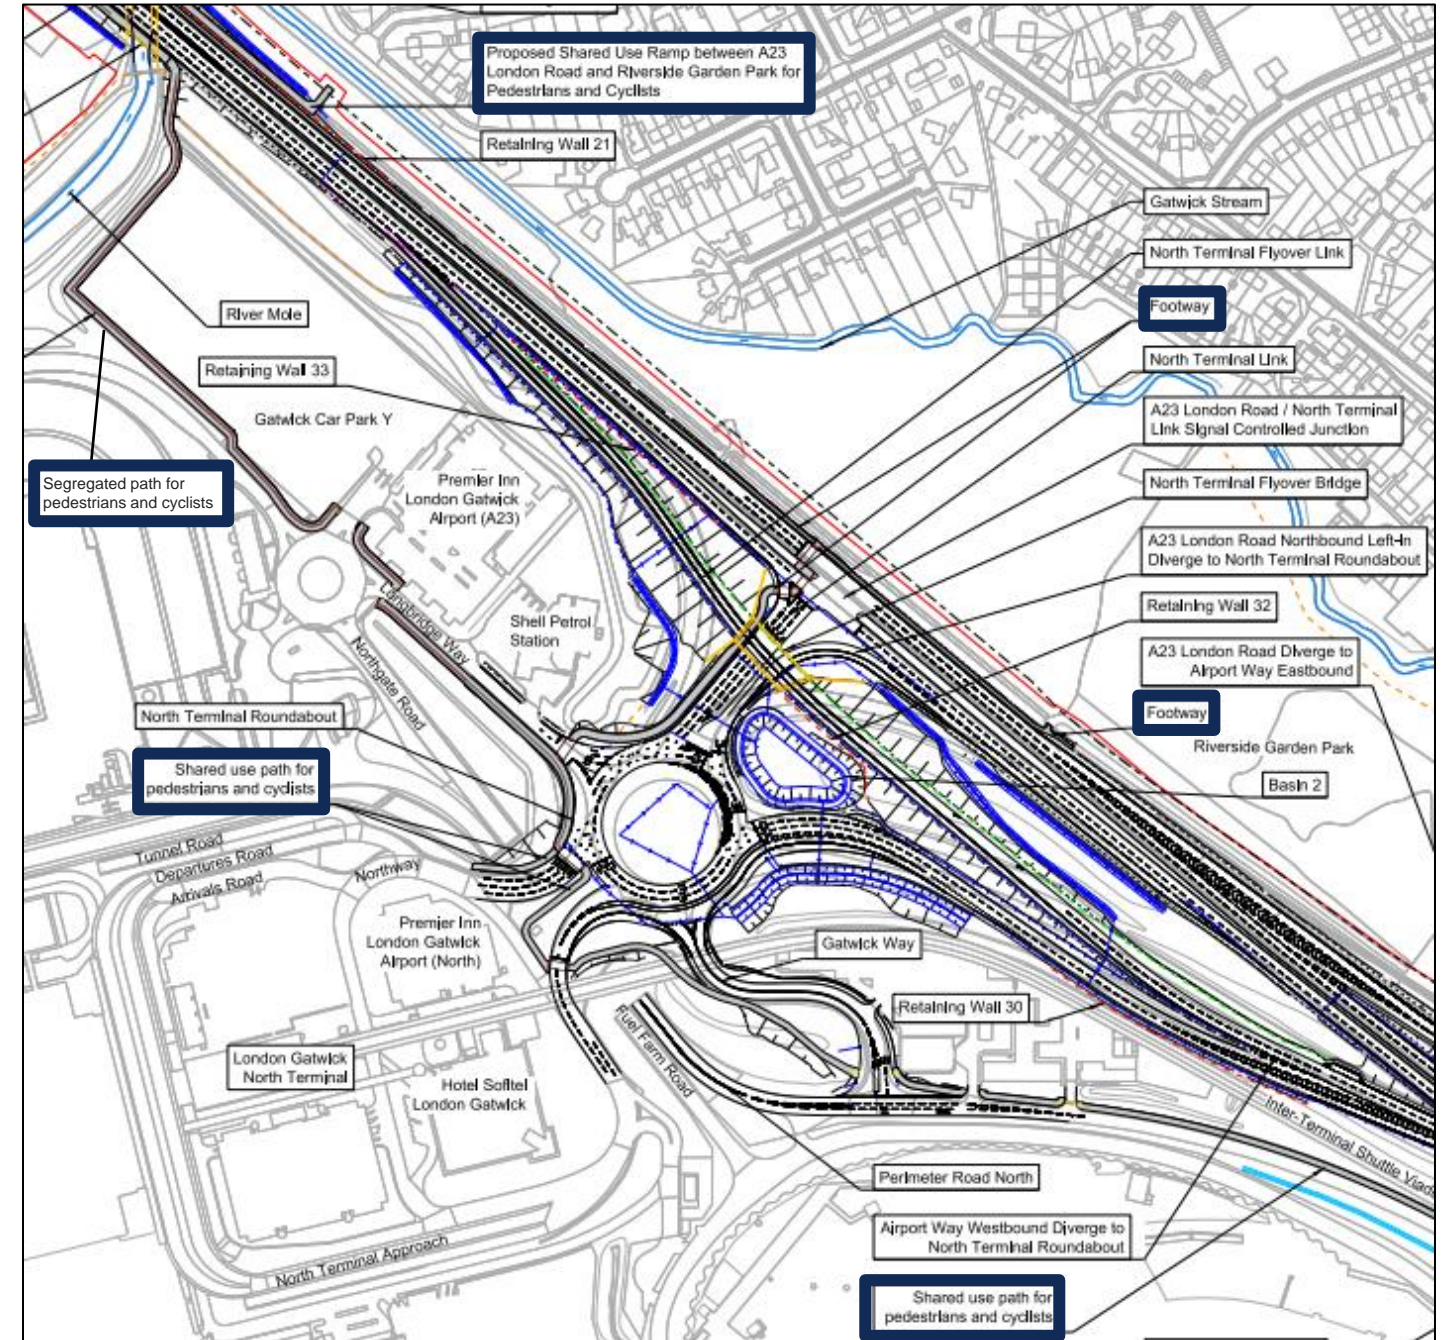 Proposed Shared Use Ramp between A23
London Road and Riverside Garden Park for
Pedestrians and Cyclists
Retaining Wall 21
Gatwick Stream
North Terminal Flyover Link
Footway
River Mole
North Terminal Link
Retaining Wall 33
A23 London Road / North Terminal
Link Signal Controlled Junction
Gatwick Car Park Y
Segregated path for
pedestrians and cyclists
Premier Inn
London Gatwick
Airport (A23)
North Terminal Flyover Bridge
A23 London Road Northbound Left-in
Diverge to North Terminal Roundabout
Longbridge Way
Shell Petrol
Station
Retaining Wall 32
Northgate Road
A23 London Road Diverge to
Airport Way Eastbound
North Terminal Roundabout
Footway
Riverside Garden Park
Shared use path for
pedestrians and cyclists
Basin 2
Tunnel Road
Departures Road
Arrivals Road
Northway
Premier Inn
London Gatwick
Airport (North)
Gatwick Way
Retaining Wall 30
Fuel Farm Road
London Gatwick
North Terminal
Hotel Sofitel
London Gatwick
Inter-Terminal Shuttle Viad
Perimeter Road North
Airport Way Westbound Diverge to
North Terminal Roundabout
North Terminal Approach
Shared use path for
pedestrians and cyclists